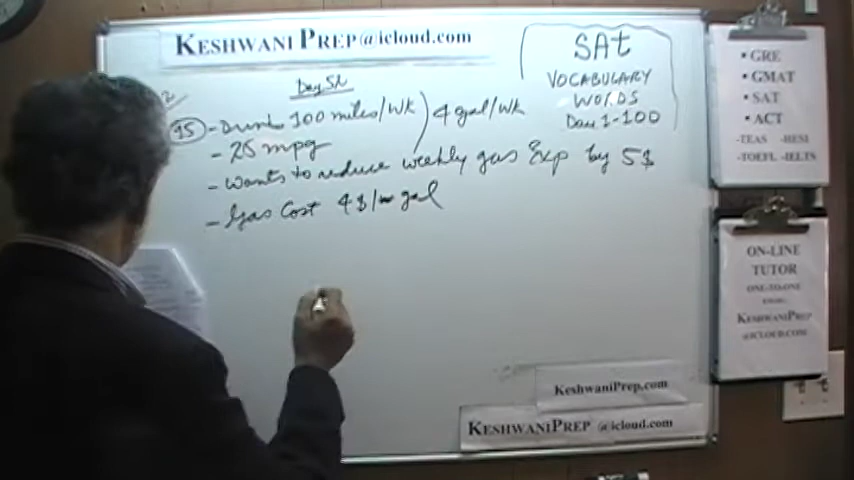 KESHWANI PREP@icloud.com
Day 52
15 - Drives 100 miles/wk) 4 gal/wk
- 25 mpg
- wants to reduce weekly gas Exp by 5$
- Gas Cost 4$/ gal
SAt
VOCABULARY
WORDS
Day 1-100
• GRE
• GMAT
• SAT
• ACT
-TEAS -HESI
-TOEFL -IELTS
ON-LINE
TUTOR
ONE-TO-ONE
KESHWANIPREP
@ICLOUD.COM
KESHWANIPREP.COM
KESHWANIPREP @icloud.com